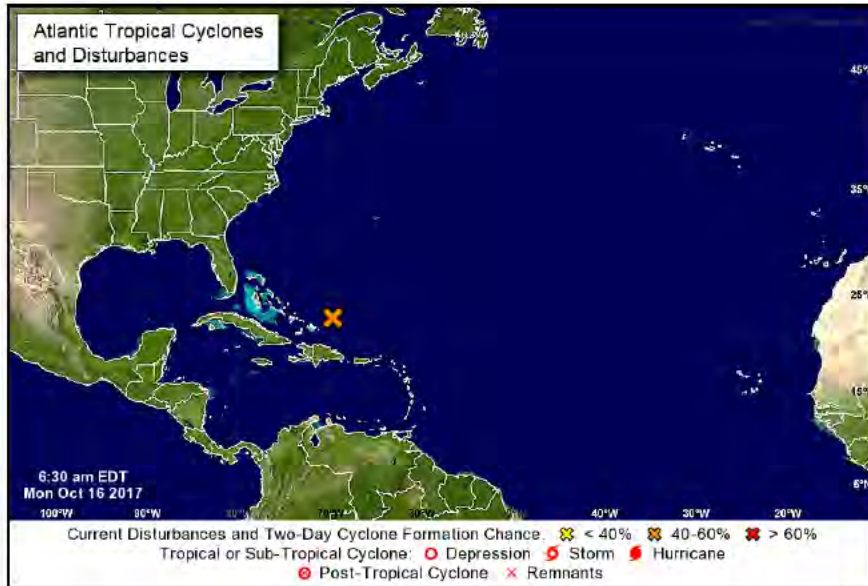 Atlantic Tropical Cyclones
and Disturbances
45°
35°
25°
15°
5°N
6:30 am EDT
Mon Oct 16 2017
100°W 90°W 80°W 70°W 60°W 40°W 30°W 20°W
Current Disturbances and Two-Day Cyclone Formation Chance: < 40% 40-60% > 60%
Tropical or Sub-Tropical Cyclone: Depression Storm Hurricane
Post-Tropical Cyclone Remnants